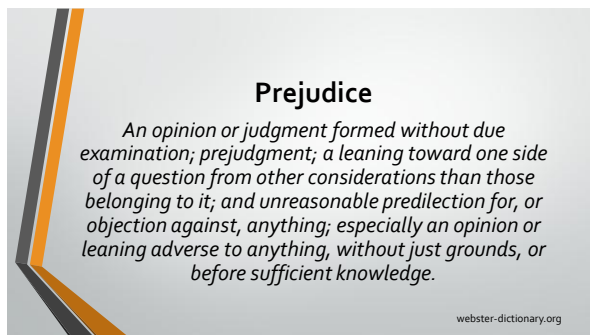 Prejudice
An opinion or judgment formed without due
examination; prejudgment; a leaning toward one side
of a question from other considerations than those
belonging to it; and unreasonable predilection for, or
objection against, anything; especially an opinion or
leaning adverse to anything, without just grounds, or
before sufficient knowledge.
webster-dictionary.org